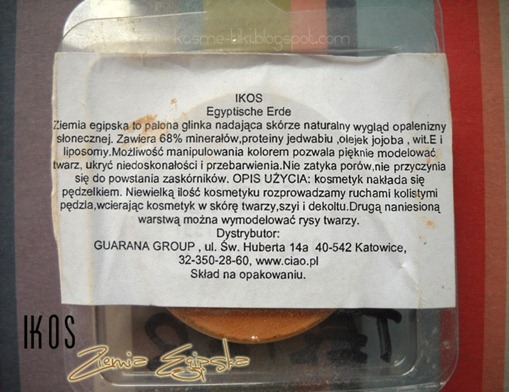 kosme-tiki.blogspot.com
IKOS
Egyptische Erde
Ziemia egipska to palona glinka nadająca skórze naturalny wygląd opalenizny
słonecznej. Zawiera 68% minerałów,proteiny jedwabiu ,olejek jojoba , wit.E i
liposomy.Możliwość manipulowania kolorem pozwala pięknie modelować
twarz, ukryć niedoskonałości i przebarwienia.Nie zatyka porów,nie przyczynia
się do powstania zaskórników. OPIS UŻYCIA: kosmetyk nakłada się
pędzelkiem. Niewielką ilość kosmetyku rozprowadzamy ruchami kolistymi
pędzla,wcierając kosmetyk w skórę twarzy,szyi i dekoltu.Drugą naniesioną
warstwą można wymodelować rysy twarzy.
Dystrybutor:
GUARANA GROUP , ul. Św. Huberta 14a 40-542 Katowice,
32-350-28-60, www.ciao.pl
Skład na opakowaniu.
IKOS
Ziemia Egipska